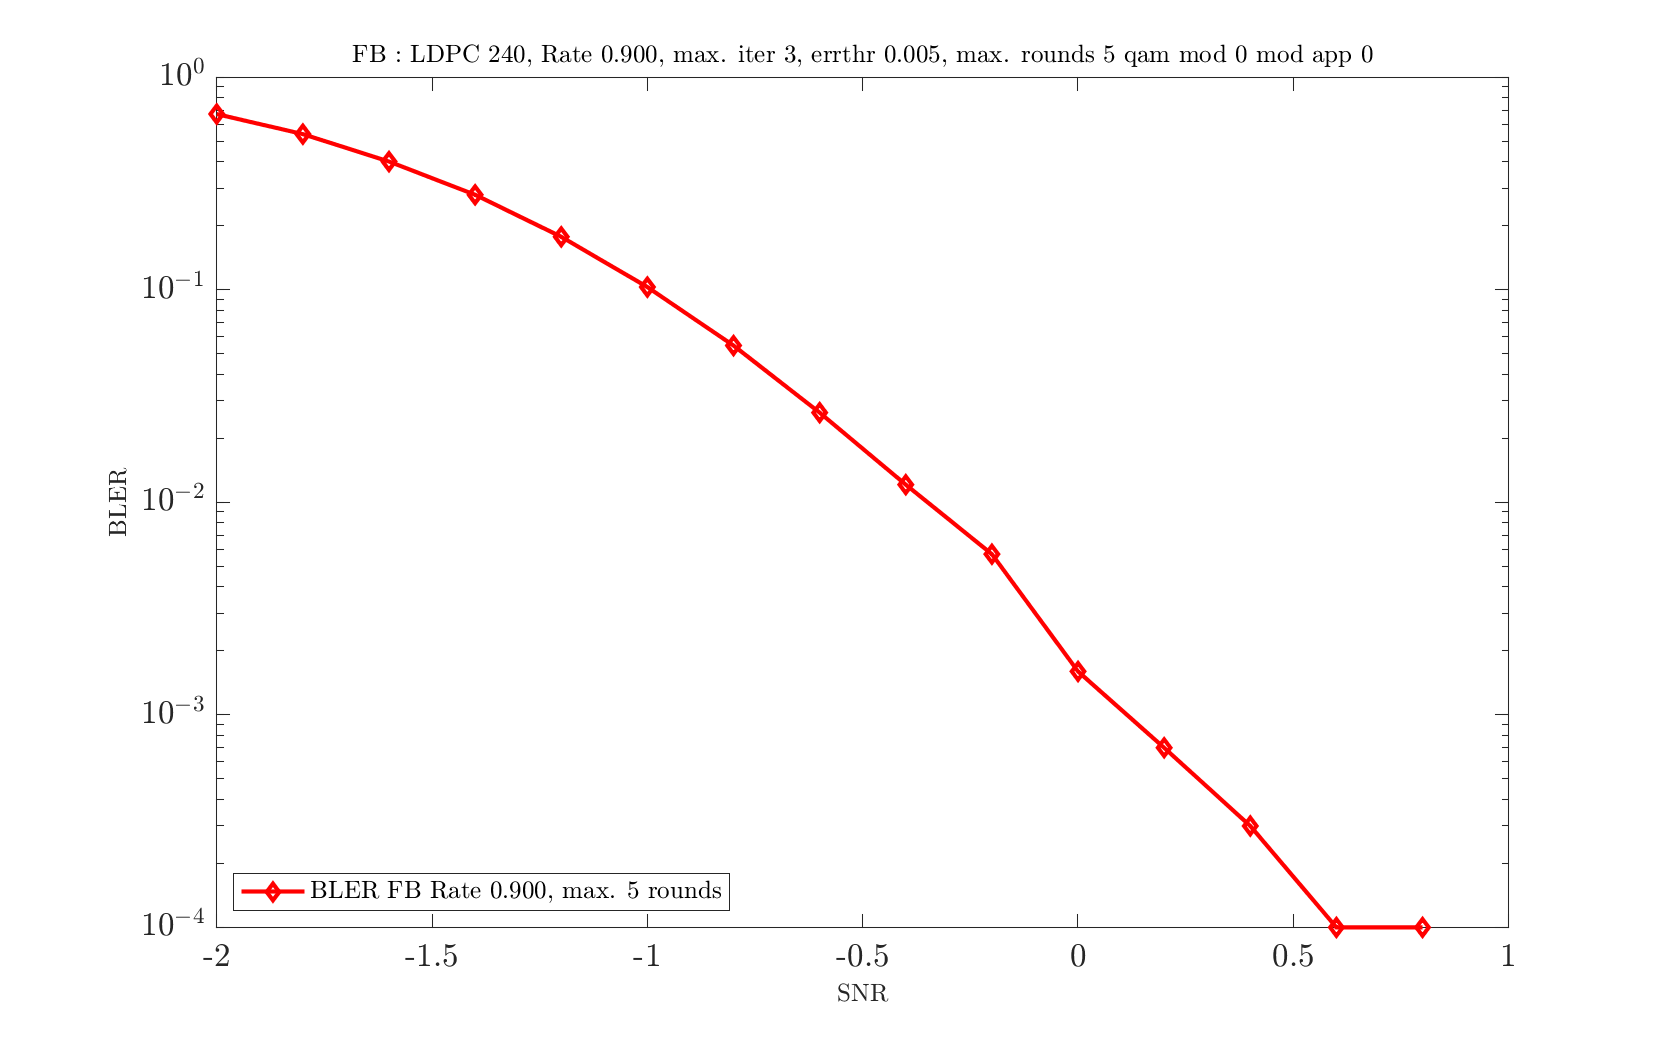 FB : LDPC 240, Rate 0.900, max. iter 3, errthr 0.005, max. rounds 5 qam mod 0 mod app 0
10^0
10^{-1}
10^{-2}
10^{-3}
10^{-4}
BLER
BLER FB Rate 0.900, max. 5 rounds
-2 -1.5 -1 -0.5 0 0.5 1
SNR